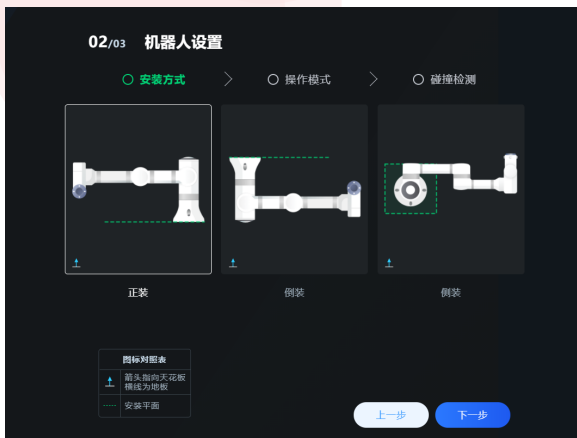 02/03 机器人设置
安装方式 操作模式 碰撞检测
正装 倒装 侧装
图标对照表
箭头指向天花板
横线为地板
安装平面
上一步 下一步